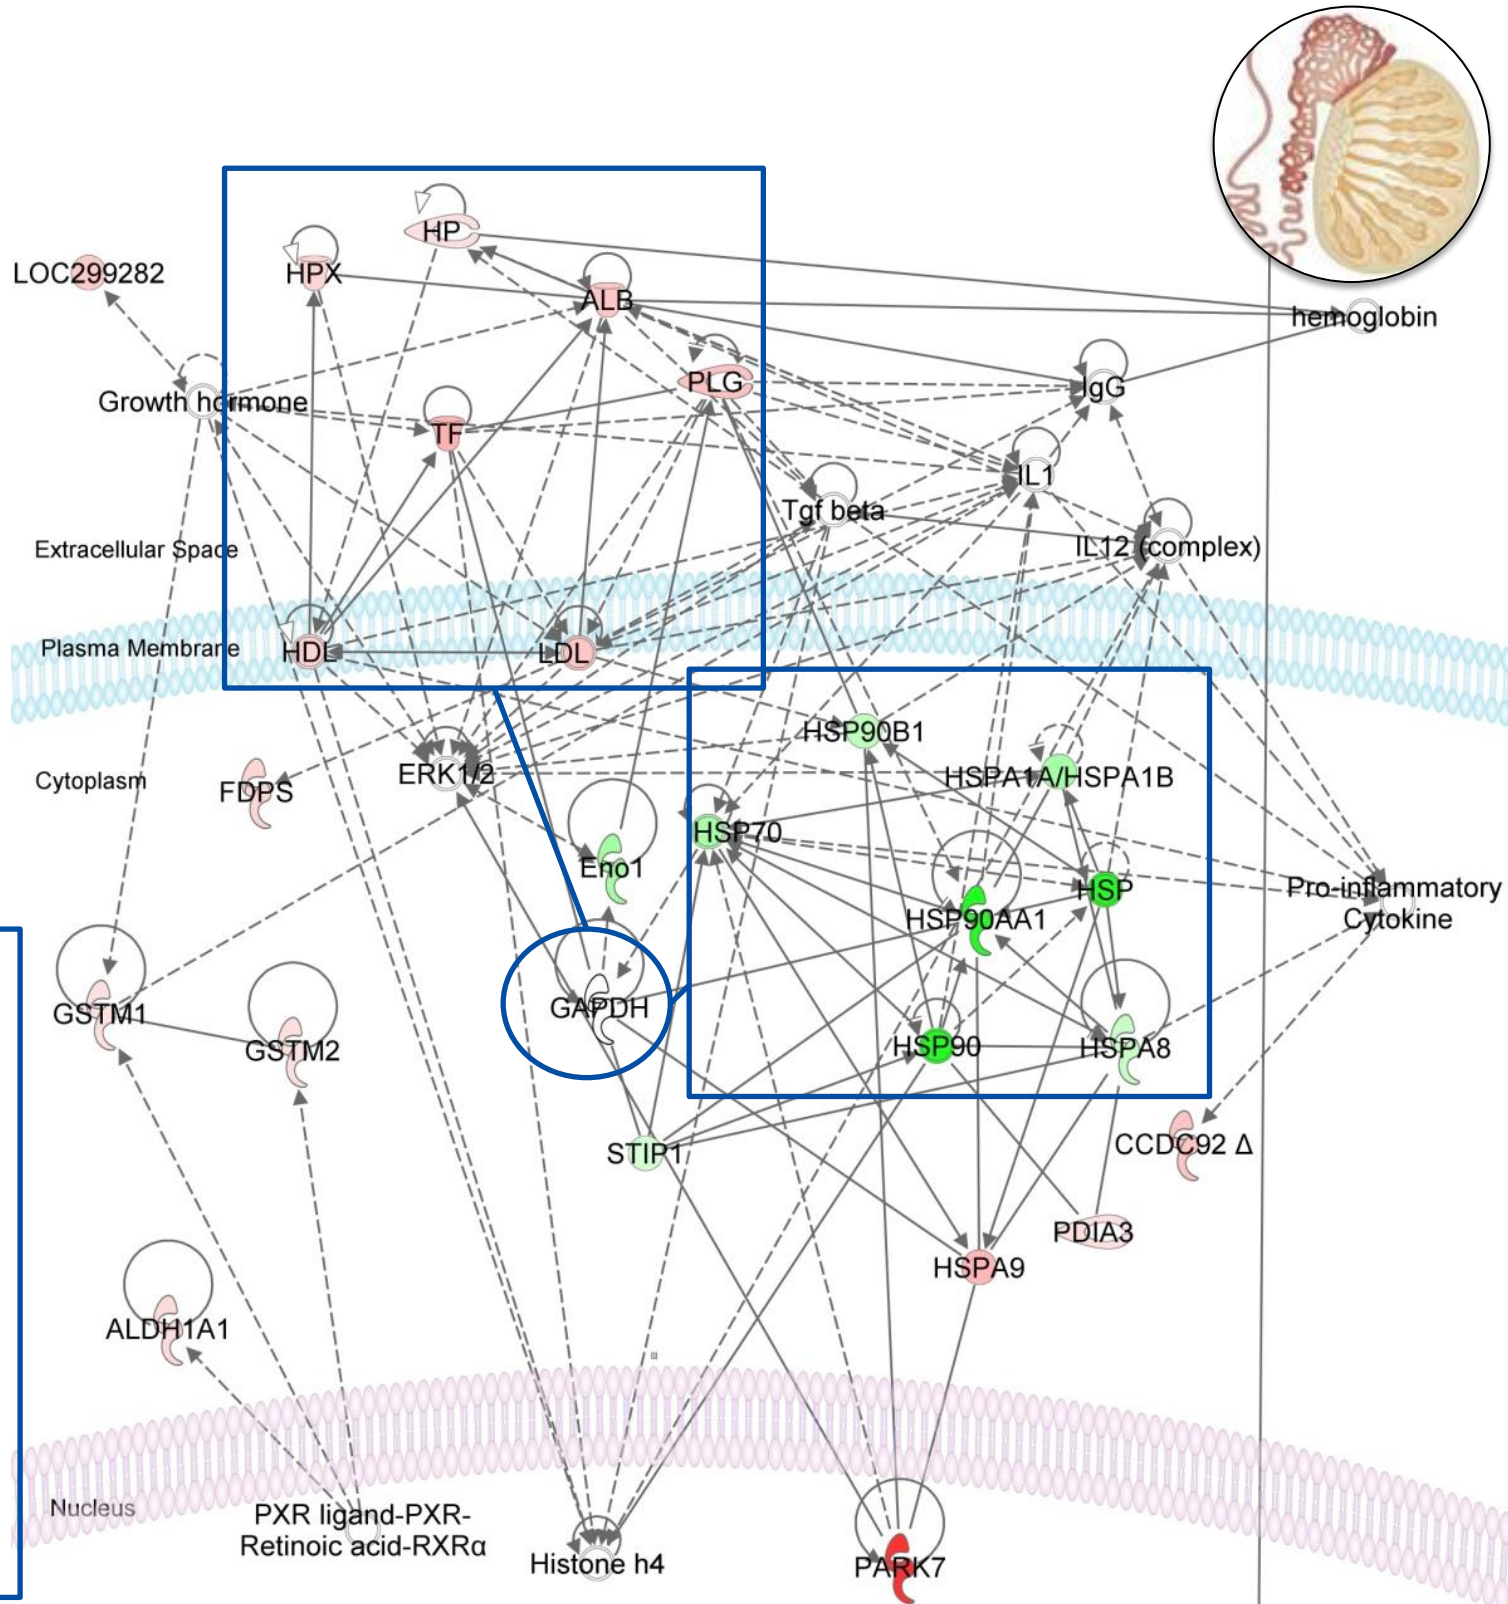 HP
LOC299282
HPX
ALB
hemoglobin
PLG
IgG
Growth hormone
TF
IL1
Tgf beta
Extracellular Space
IL12 (complex)
Plasma Membrane
HDL
LDL
HSP90B1
Cytoplasm
FDPS
ERK1/2
HSPA1A/HSPA1B
HSP70
Eno1
HSP
Pro-inflammatory
Cytokine
HSP90AA1
GSTM1
GAPDH
GSTM2
HSP90
HSPA8
STIP1
CCDC92 Δ
PDIA3
HSPA9
ALDH1A1
Nucleus
PXR ligand-PXR-
Retinoic acid-RXRα
Histone h4
PARK7